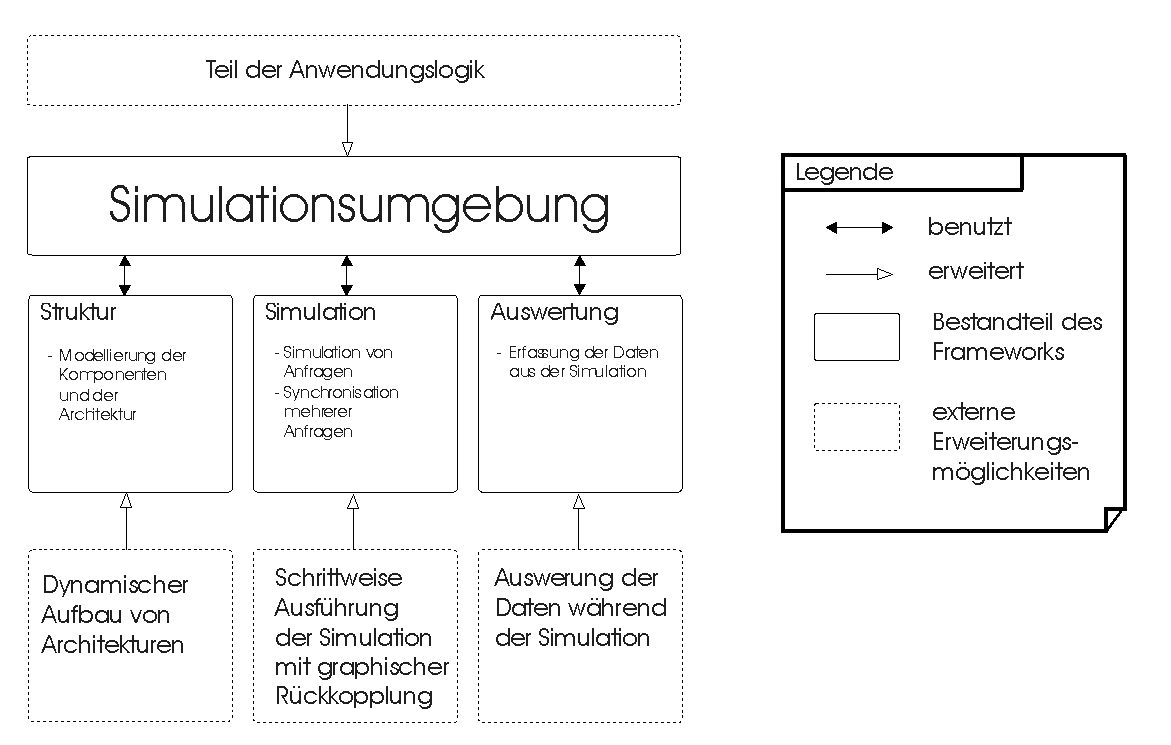 Teil der Anwendungslogik
Simulationsumgebung
Struktur
- Modellierung der
Komponenten
und der
Architektur
Simulation
- Simulation von
Anfragen
- Synchronisation
mehrerer
Anfragen
Auswertung
- Erfassung der Daten
aus der Simulation
Dynamischer
Aufbau von
Architekturen
Schrittweise
Ausführung
der Simulation
mit graphischer
Rückkopplung
Auswerung der
Daten während
der Simulation
Legende
benutzt
erweitert
Bestandteil des
Frameworks
externe
Erweiterungs-
möglichkeiten